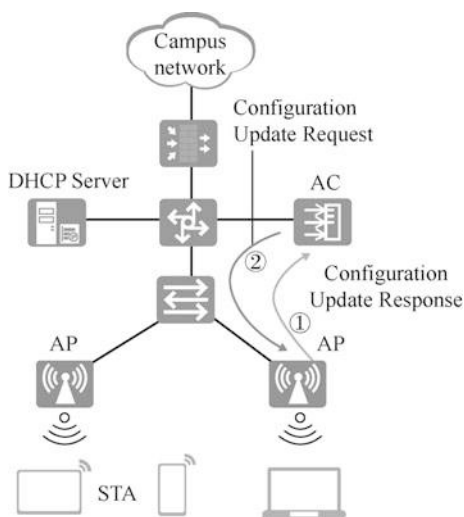 Campus
network
Configuration
Update Request
DHCP Server
AC
②
Configuration
Update Response
①
AP
AP
STA